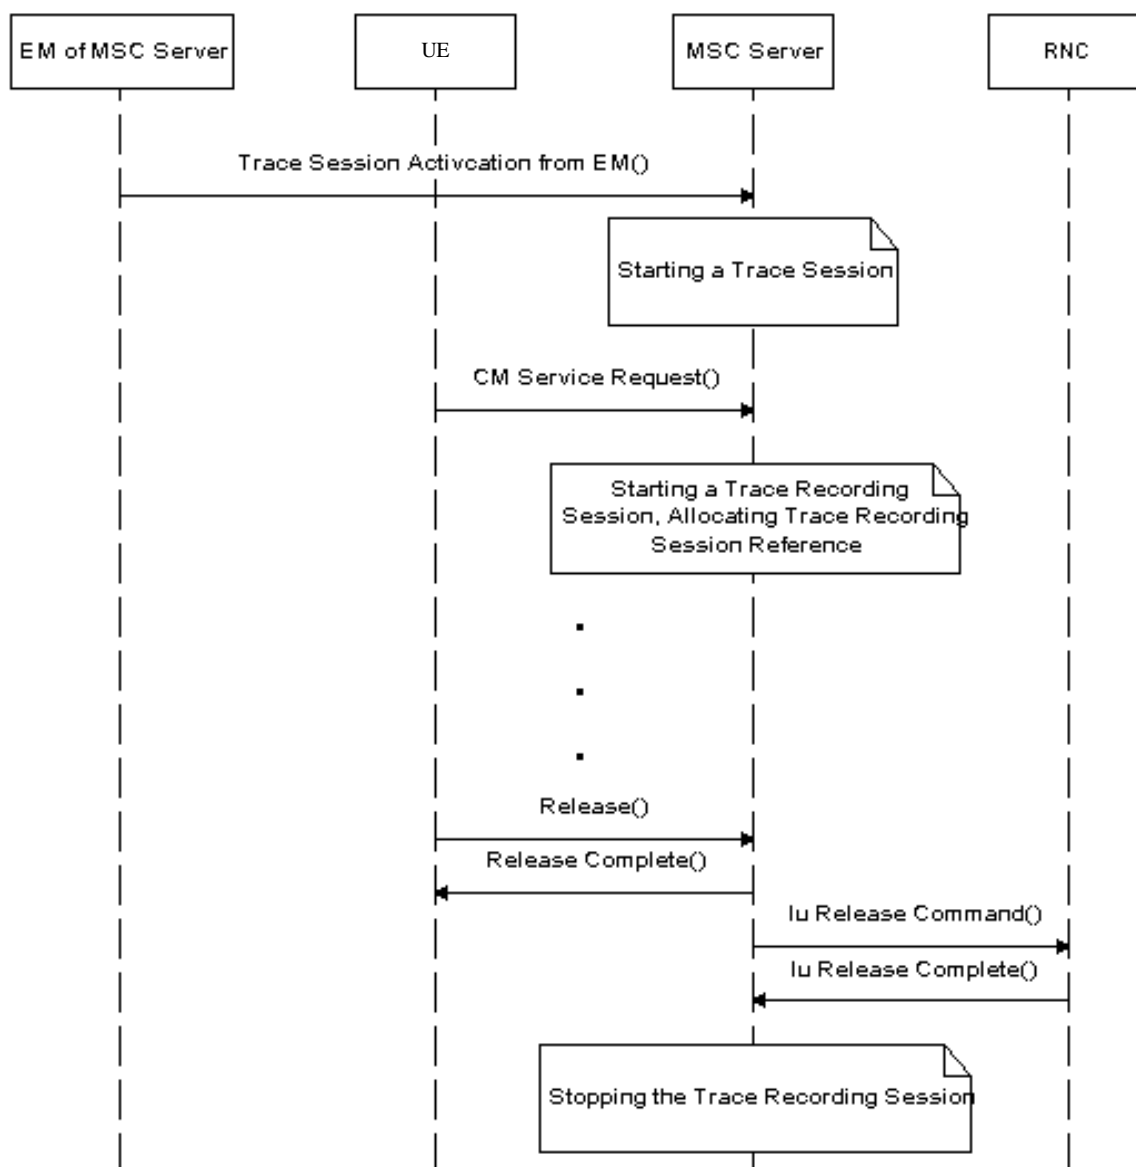 EM of MSC Server
UE
MSC Server
RNC
Trace Session Activcation from EM()
Starting a Trace Session
CM Service Request()
Starting a Trace Recording
Session, Allocating Trace Recording
Session Reference
Release()
Release Complete()
Iu Release Command()
Iu Release Complete()
Stopping the Trace Recording Session